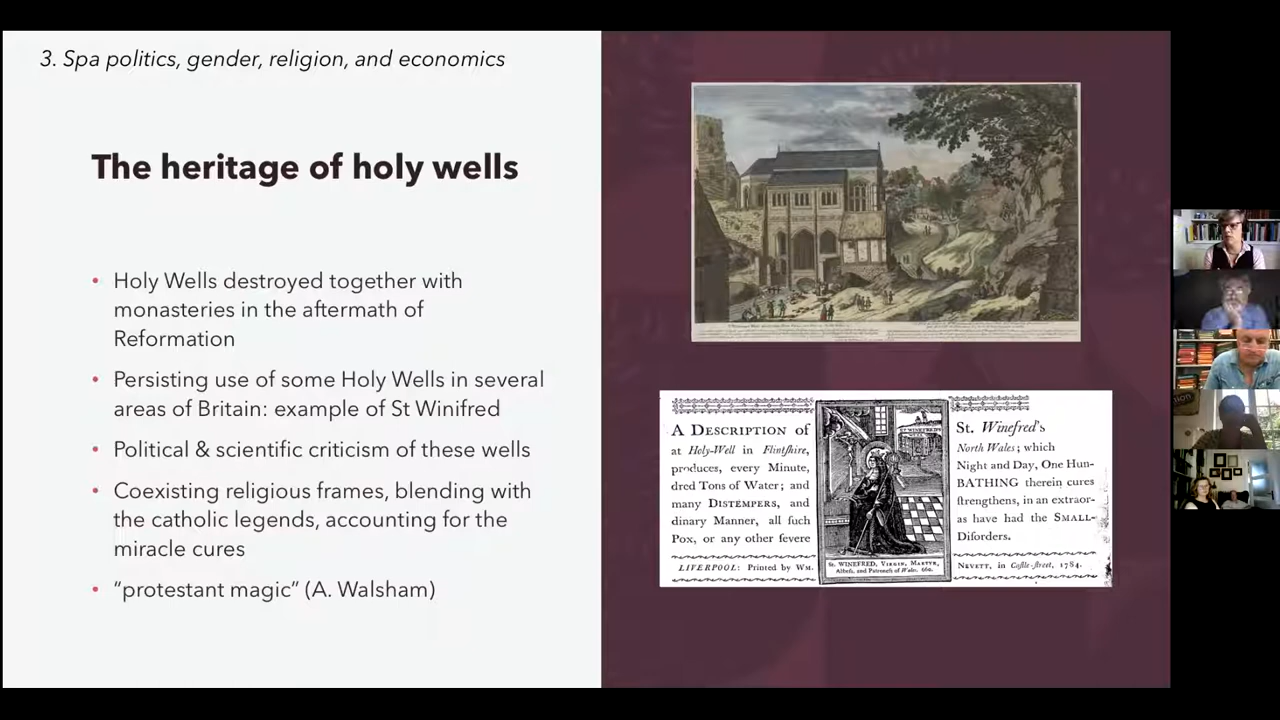 3. Spa politics, gender, religion, and economics
The heritage of holy wells
• Holy Wells destroyed together with
monasteries in the aftermath of
Reformation
• Persisting use of some Holy Wells in several
areas of Britain: example of St Winifred
• Political & scientific criticism of these wells
• Coexisting religious frames, blending with
the catholic legends, accounting for the
miracle cures
• “protestant magic” (A. Walsham)
A DESCRIPTION of
at Holy-Well in Flintſhire,
produces, every Minute,
dred Tons of Water; and
many DISTEMPERS, and
dinary Manner, all ſuch
Pox, or any other ſevere
LIVERPOOL: Printed by WM.
St. WINEFRED, VIRGIN, MARTYR,
Abbeſs, and Patroneſs of Wales. 660.
St. Winefred's
North Wales; which
Night and Day, One Hun-
BATHING therein cures
ſtrengthens, in an extraor-
as have had the SMALL-
Diſorders.
NEVETT, in Caſtle-ſtreet, 1784.